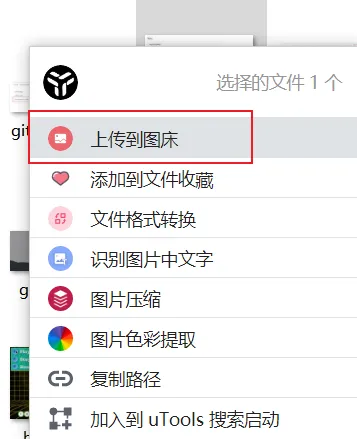 选择的文件 1 个
git
上传到图床
添加到文件收藏
文件格式转换
识别图片中文字
g
图片压缩
图片色彩提取
复制路径
加入到 uTools 搜索启动